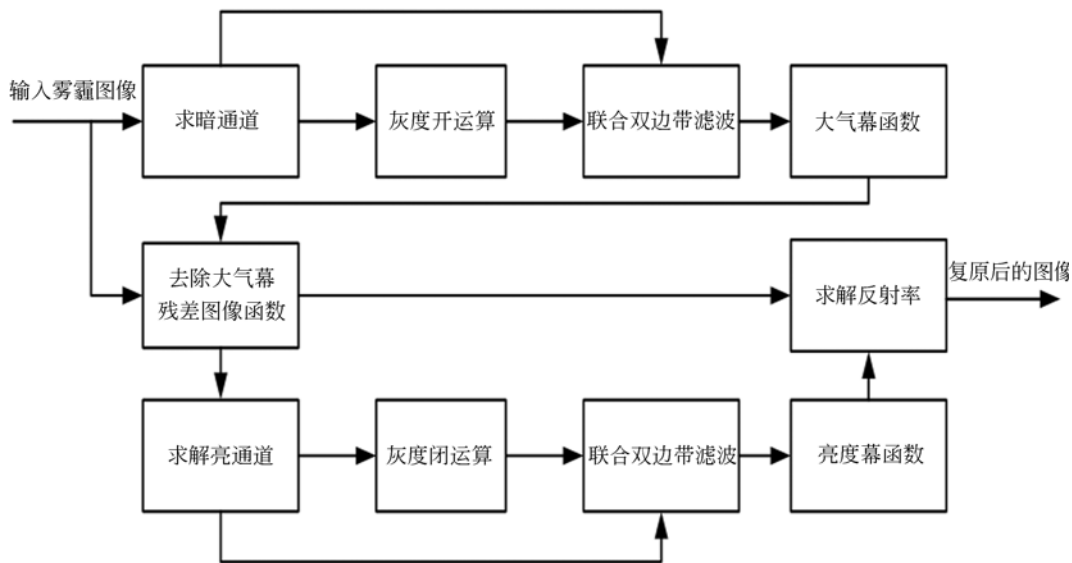 输入雾霾图像
求暗通道
灰度开运算
联合双边带滤波
大气幕函数
去除大气幕
残差图像函数
求解反射率
复原后的图像
求解亮通道
灰度闭运算
联合双边带滤波
亮度幕函数